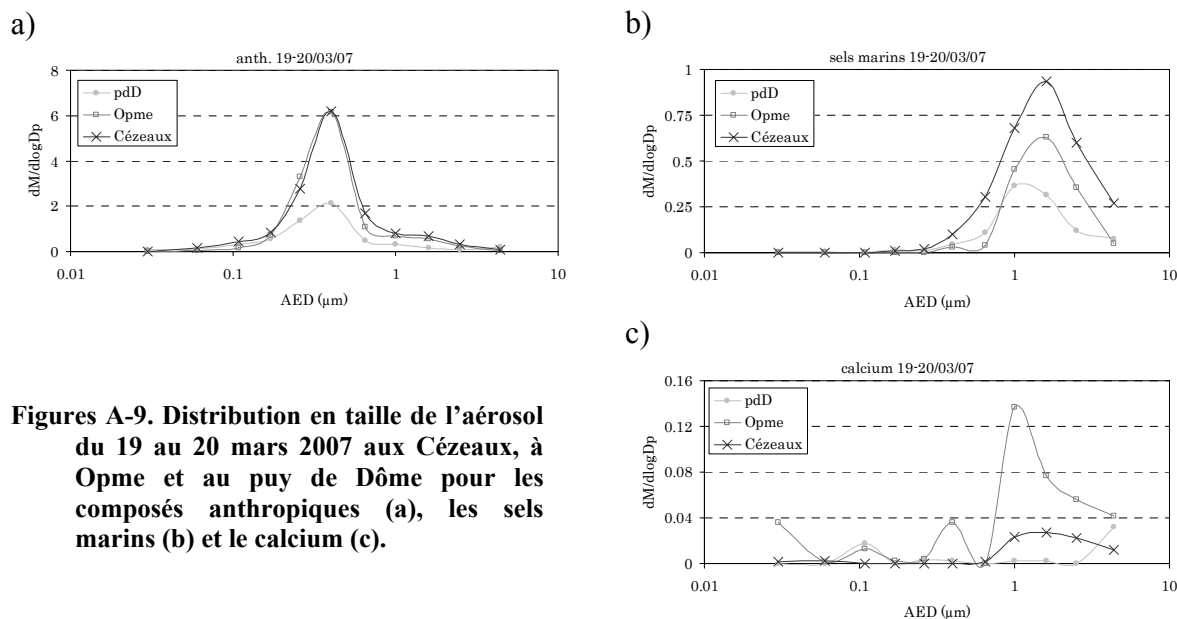 a)
anth. 19-20/03/07
8
6
4
2
0
dM/dlogDp
pdD
Opme
Cézeaux
0.01 0.1 1 10
AED (µm)
b)
sels marins 19-20/03/07
1
0.75
0.5
0.25
0
dM/dlogDp
pdD
Opme
Cézeaux
0.01 0.1 1 10
AED (µm)
c)
calcium 19-20/03/07
0.16
0.12
0.08
0.04
0
dM/dlogDp
pdD
Opme
Cézeaux
0.01 0.1 1 10
AED (µm)
Figures A-9. Distribution en taille de l’aérosol
du 19 au 20 mars 2007 aux Cézeaux, à
Opme et au puy de Dôme pour les
composés anthropiques (a), les sels
marins (b) et le calcium (c).